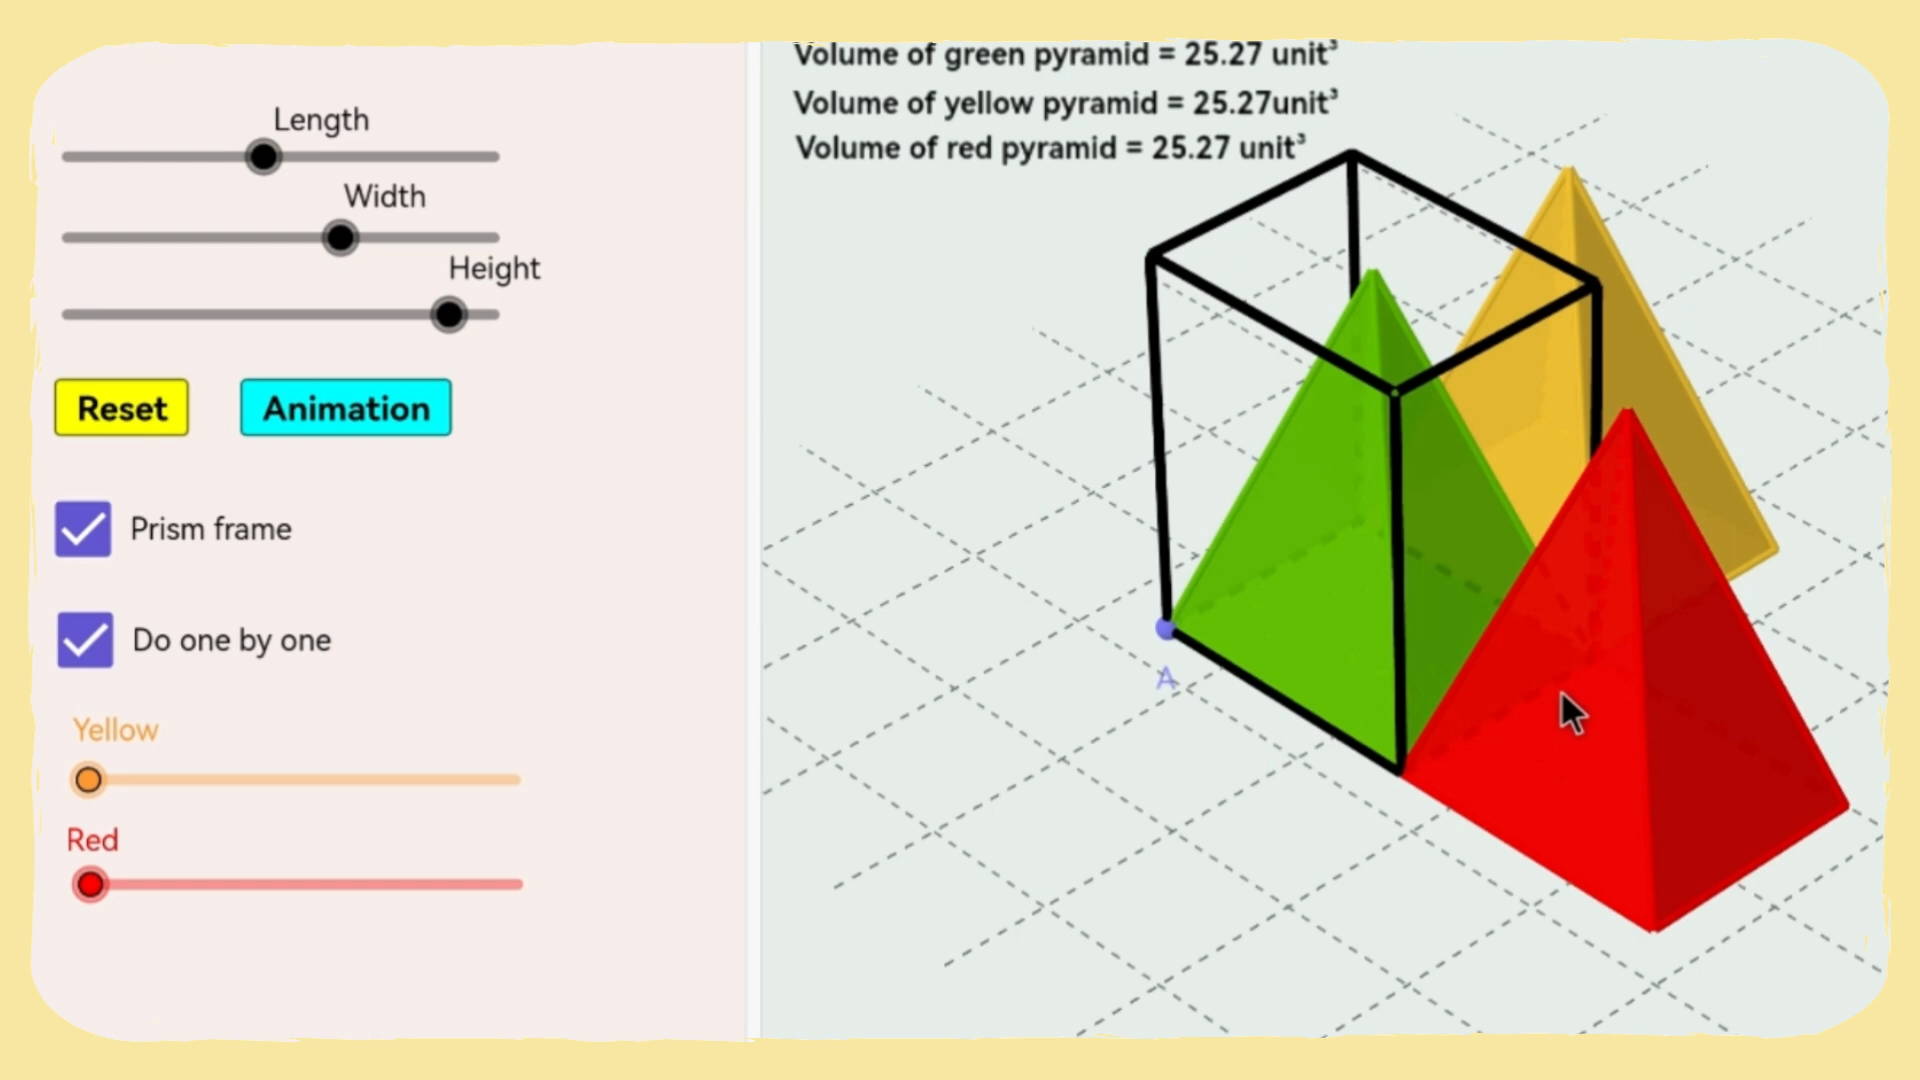 Length
Width
Height
Reset
Animation
Prism frame
Do one by one
Yellow
Red
Volume of green pyramid = 25.27 unit³
Volume of yellow pyramid = 25.27unit³
Volume of red pyramid = 25.27 unit³
A